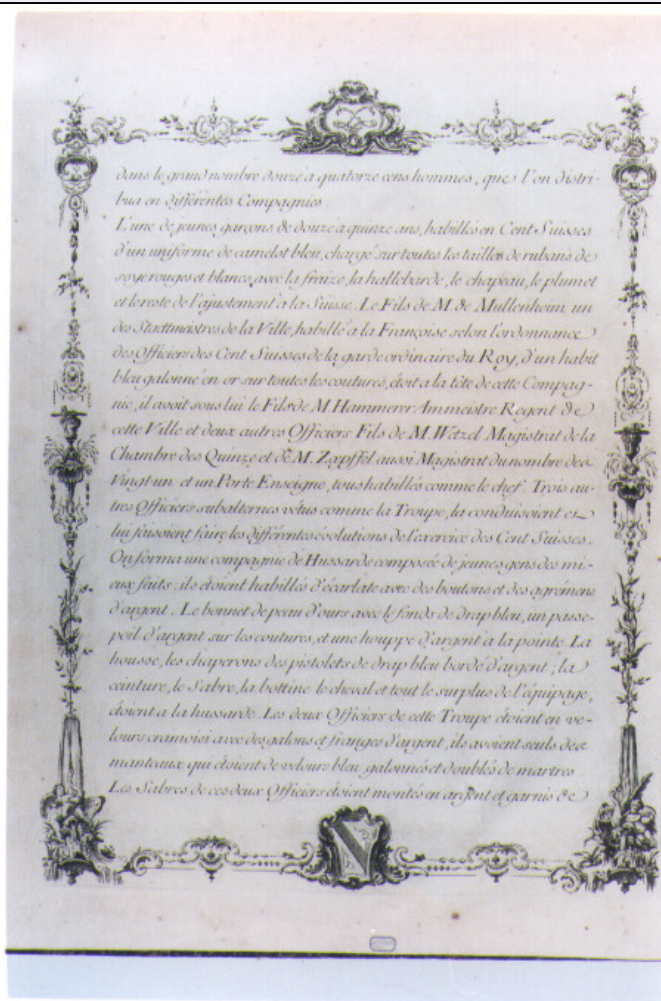 dans le grand nombre douze à quatorze cens hommes, que l'on distri-
bua en différentes Compagnies.
L'une de jeunes garçons de douze à quinze ans, habillés en Cent-Suisses
d'un uniforme de camelot bleu, chargé sur toutes les tailles de rubans de
soye rouges et blancs, avec la fraize, la hallebarde, le chapeau, le plumet
et le reste de l'ajustement à la Suisse. Le Fils de M. de Mullenheim un
des Stadtmeistres de la Ville, habillé à la Françoise selon l'ordonnance
des Officiers des Cent Suisses de la garde ordinaire du Roy, d'un habit
bleu galonné en or sur toutes les coutures, étoit à la tête de cette Compag-
nie, il avoit sous lui le Fils de M. Hammerer Ammeistre Regent de
cette Ville et deux autres Officiers Fils de M. Wetzel Magistrat de la
Chambre des Quinze et de M. Zœpffel aussi Magistrat du nombre des
Vingt-un et un Porte Enseigne, tous habillés comme le chef. Trois au-
tres Officiers subalternes vetus comme la Troupe, la conduisoient et
lui faisoient faire les différentes évolutions de l'exercice des Cent Suisses.
On forma une compagnie de Hussards composée de jeunes gens des mi-
eux faits: ils étoient habillés d'écarlate avec des boutons et des agrémens
d'argent. Le bonnet de peau d'ours avec le fonds de drap bleu, un passe-
poil d'argent sur les coutures, et une houppe d'argent à la pointe. La
housse, les chaperons des pistolets de drap bleu bordé d'argent; la
ceinture, le Sabre, la bottine le cheval et tout le surplus de l'équipage,
étoient à la hussarde. Les deux Officiers de cette Troupe étoient en ve-
lours cramoisi avec des galons et franges d'argent, ils avoient seuls des
manteaux qui étoient de velours bleu galonnés et doublés de martres.
Les Sabres de ces deux Officiers étoient montés en argent et garnis de